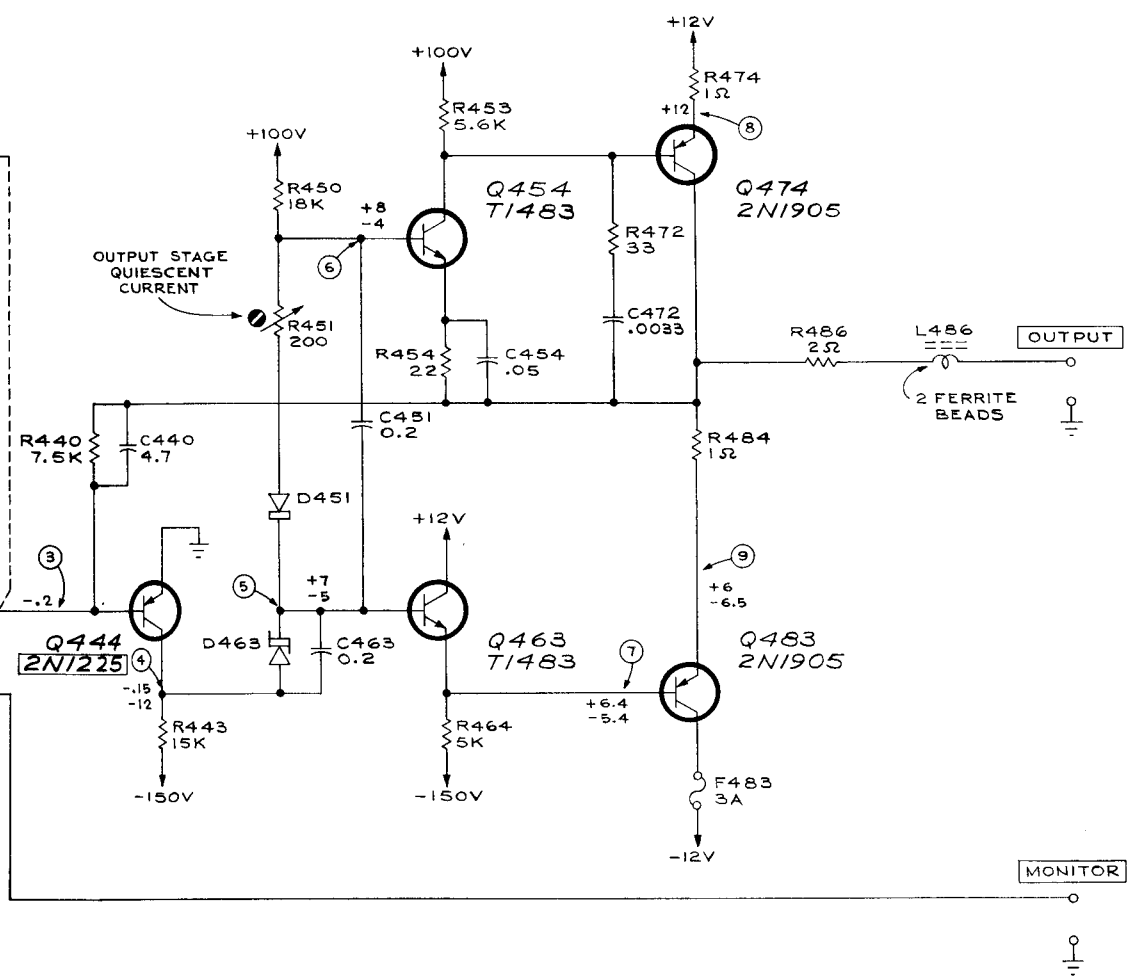 +12V
R474
1Ω
+12
8
+100V
R453
5.6K
+100V
R450
18K
+8
-4
6
Q454
T1483
Q474
2N1905
OUTPUT STAGE
QUIESCENT
CURRENT
R451
200
R472
33
C472
.0033
R454
22
C454
.05
R486
2Ω
L486
OUTPUT
2 FERRITE
BEADS
R440
7.5K
C440
4.7
C451
0.2
R484
1Ω
D451
+12V
3
-.2
5
+7
-5
9
+6
-6.5
Q444
2N1225
4
-.15
-12
D463
C463
0.2
Q463
T1483
7
+6.4
-5.4
Q483
2N1905
R443
15K
R464
5K
-150V
-150V
F483
3A
-12V
MONITOR